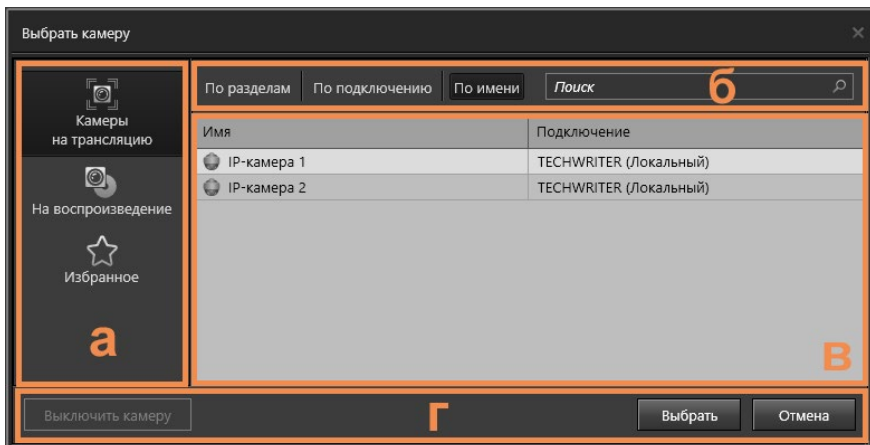 Выбрать камеру
По разделам По подключению По имени Поиск б
Камеры
на трансляцию
Имя Подключение
IP-камера 1 TECHWRITER (Локальный)
IP-камера 2 TECHWRITER (Локальный)
На воспроизведение
Избранное
а
в
Выключить камеру г Выбрать Отмена